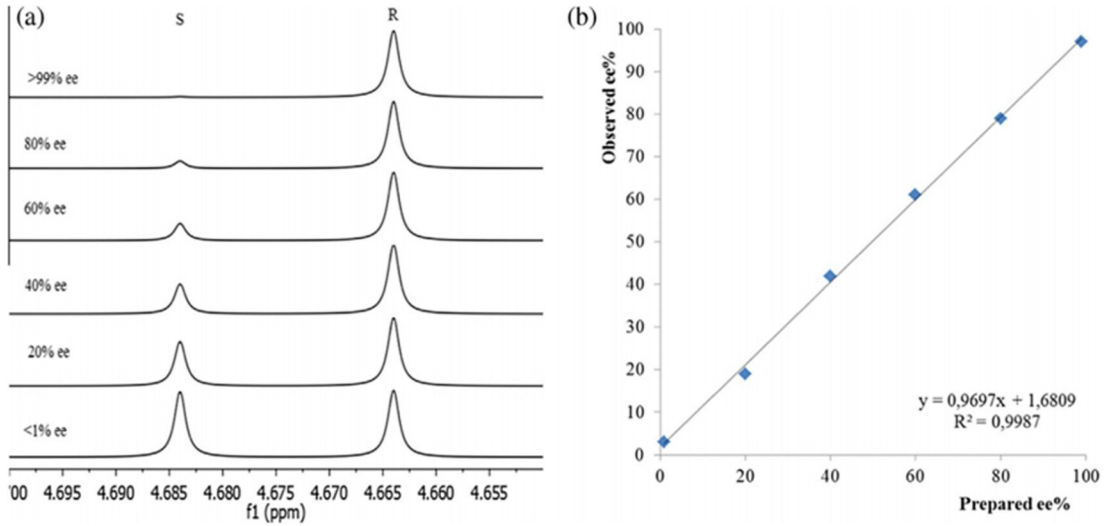 (a)
S
R
>99% ee
80% ee
60% ee
40% ee
20% ee
<1% ee
'00 4.695 4.690 4.685 4.680 4.675 4.670 4.665 4.660 4.655
f1 (ppm)
(b)
Observed ee%
100
90
80
70
60
50
40
30
20
10
0
y = 0,9697x + 1,6809
R² = 0,9987
0 20 40 60 80 100
Prepared ee%